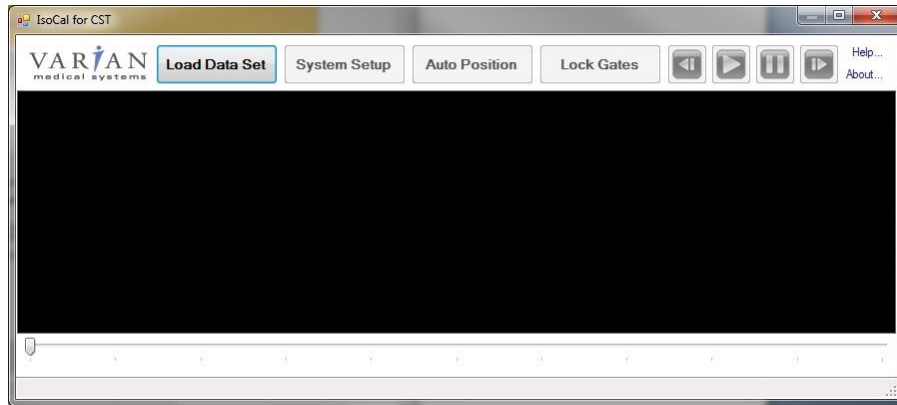 IsoCal for CST
VARIAN
medical systems
Load Data Set
System Setup
Auto Position
Lock Gates
Help...
About...